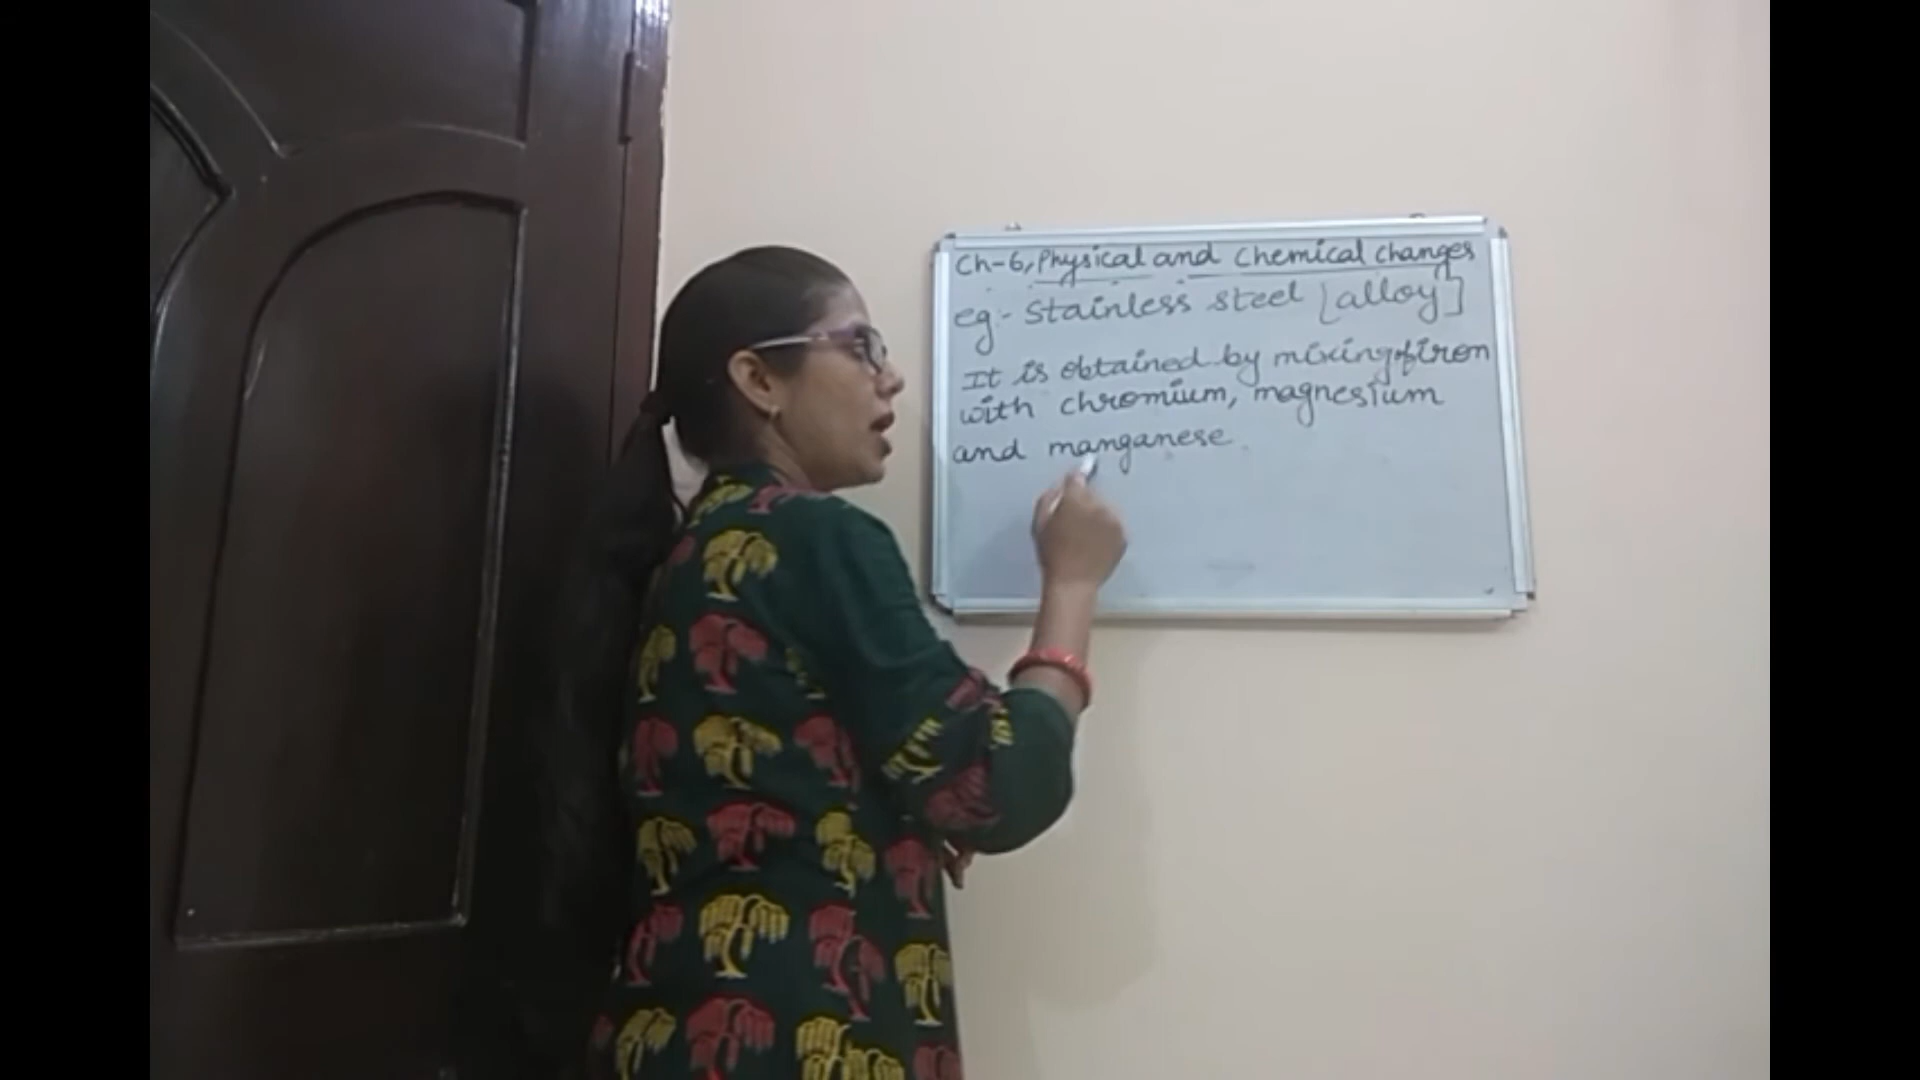 Ch-6, Physical and Chemical changes
eg:- Stainless steel [alloy]
It is obtained by mixing of iron
with chromium, magnesium
and manganese.